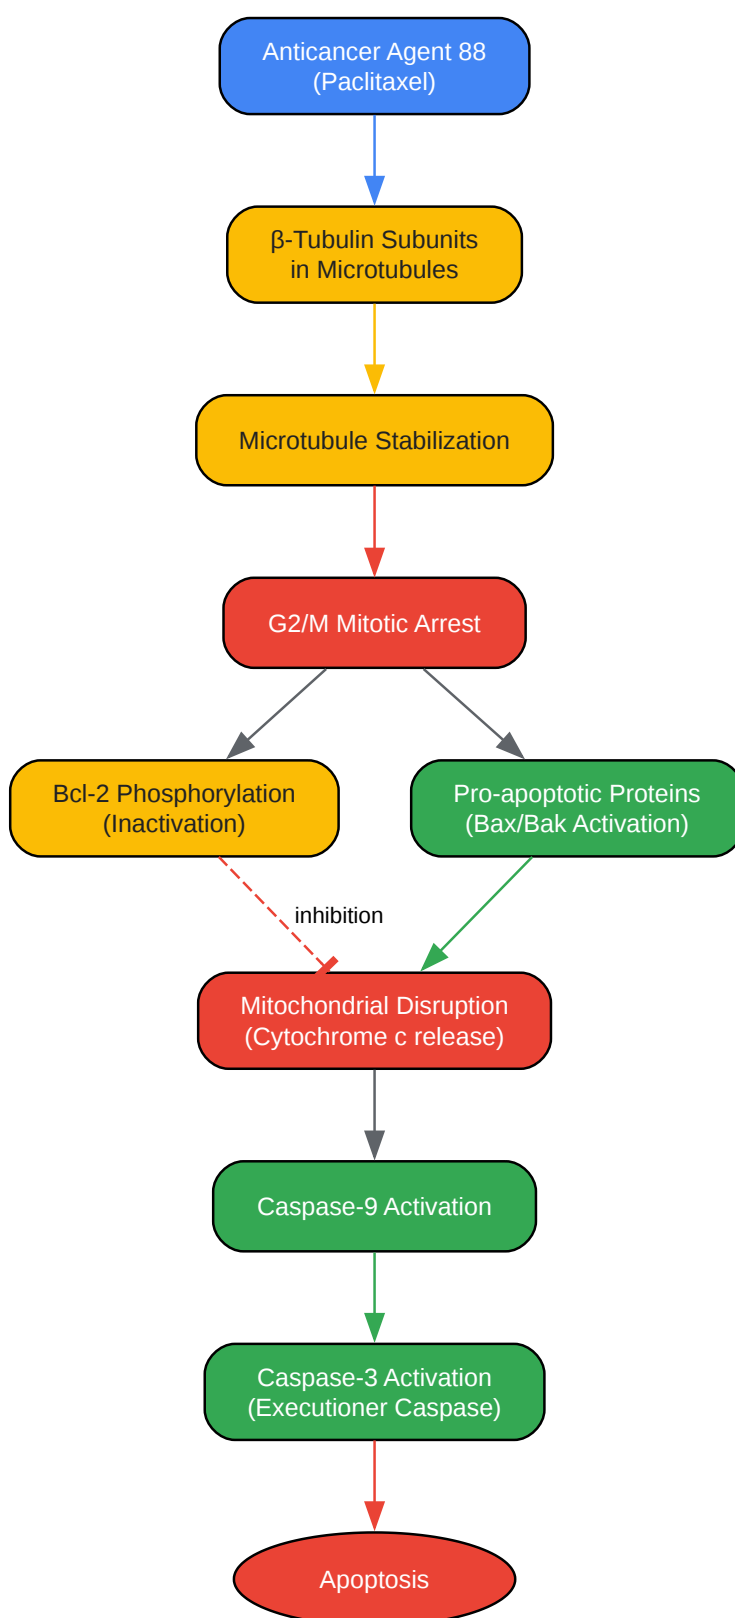 Anticancer Agent 88
(Paclitaxel)
β-Tubulin Subunits
in Microtubules
Microtubule Stabilization
G2/M Mitotic Arrest
Bcl-2 Phosphorylation
(Inactivation)
Pro-apoptotic Proteins
(Bax/Bak Activation)
inhibition
Mitochondrial Disruption
(Cytochrome c release)
Caspase-9 Activation
Caspase-3 Activation
(Executioner Caspase)
Apoptosis